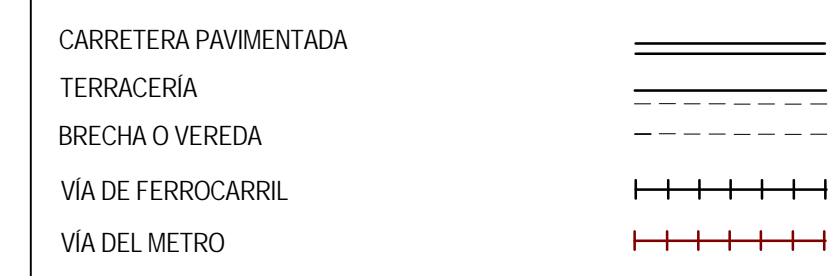 CARRETERA PAVIMENTADA
TERRACERÍA
BRECHA O VEREDA
VÍA DE FERROCARRIL
VÍA DEL METRO